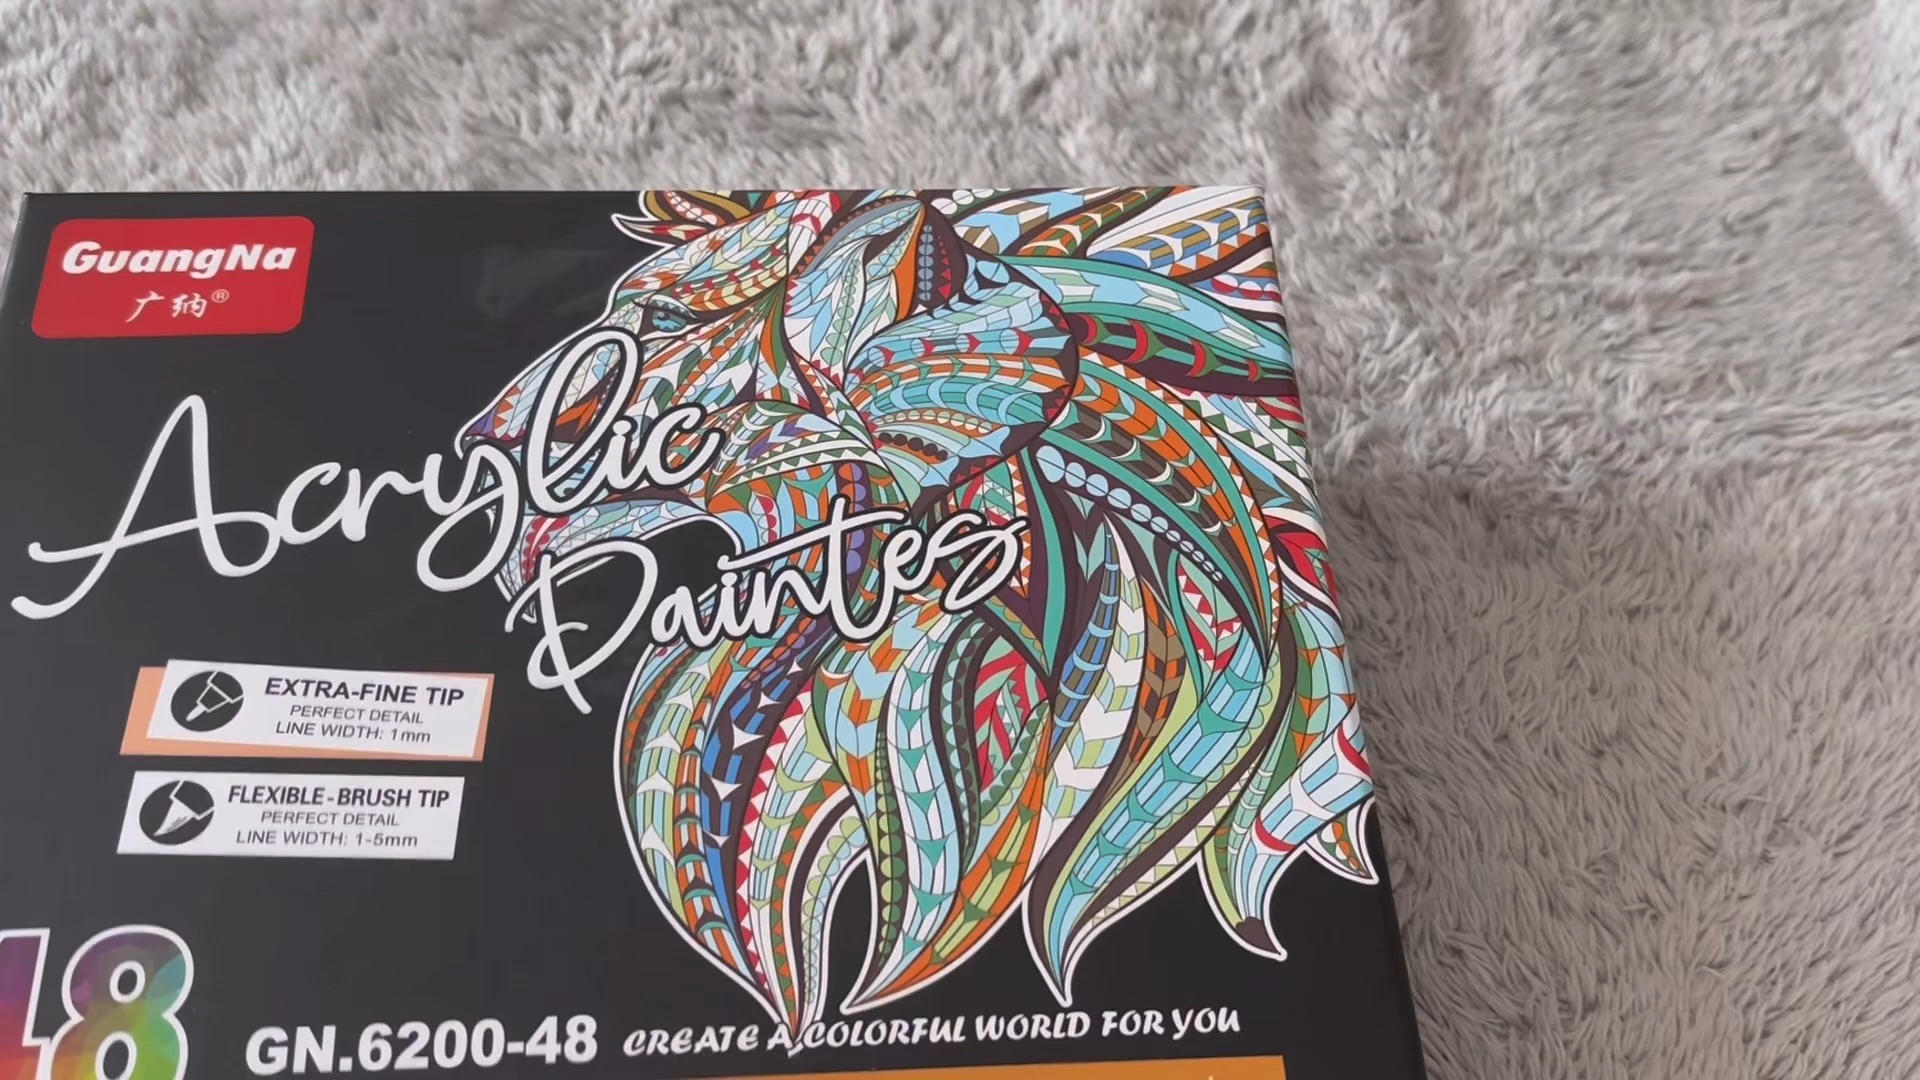 GuangNa
广纳®
Acrylic
Paintes
EXTRA-FINE TIP
PERFECT DETAIL
LINE WIDTH: 1mm
FLEXIBLE-BRUSH TIP
PERFECT DETAIL
LINE WIDTH: 1-5mm
48
GN.6200-48
CREATE A COLORFUL WORLD FOR YOU